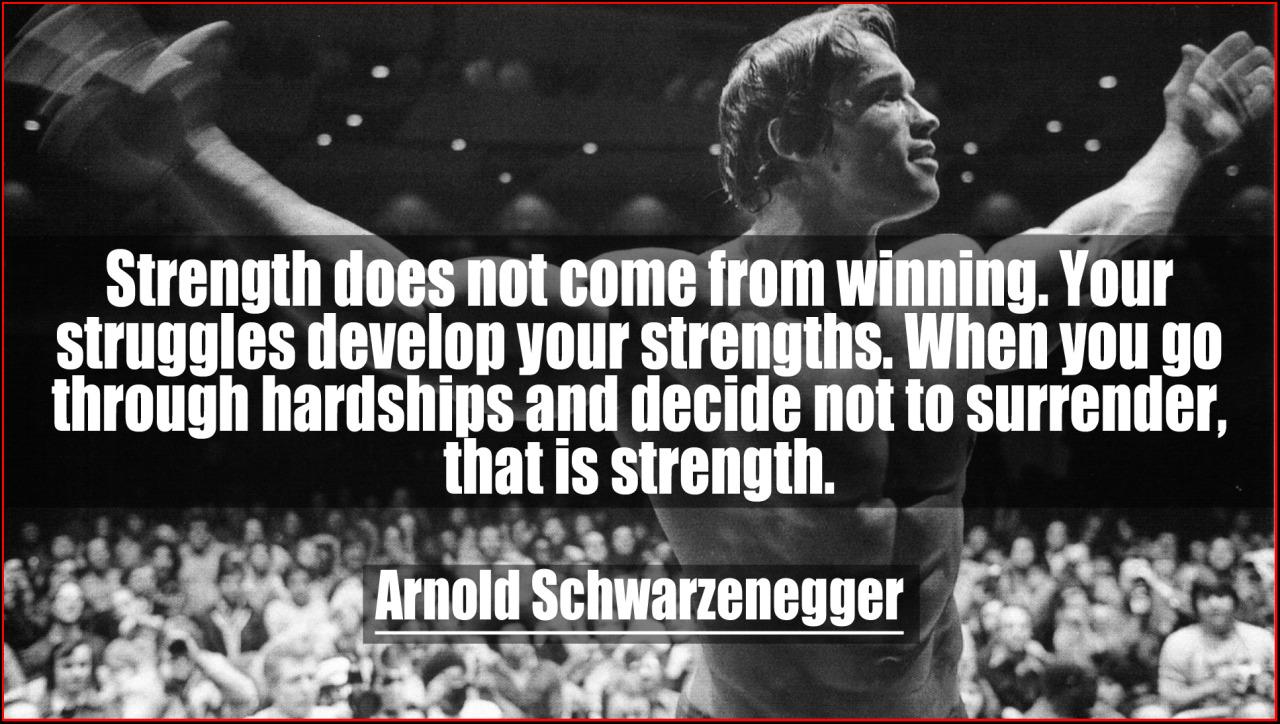 Strength does not come from winning. Your
struggles develop your strengths. When you go
through hardships and decide not to surrender,
that is strength.
Arnold Schwarzenegger